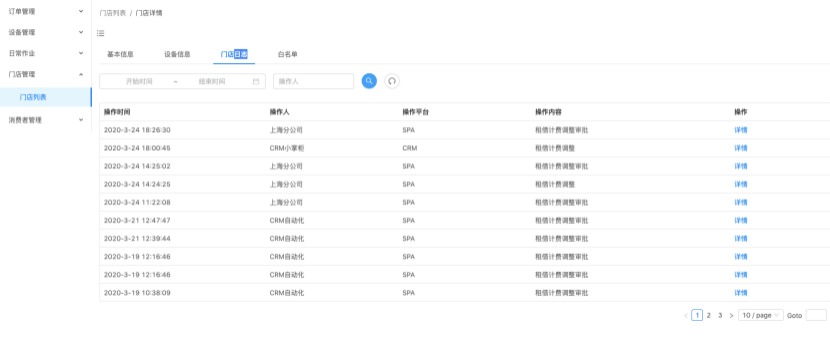 订单管理
设备管理
日常作业
门店管理
门店列表
消费者管理
门店列表 / 门店详情
基本信息 设备信息 门店日志 白名单
开始时间 ~ 结束时间 操作人
操作时间 操作人 操作平台 操作内容 操作
2020-3-24 18:26:30 上海分公司 SPA 租借计费调整审批 详情
2020-3-24 18:00:45 CRM小掌柜 CRM 租借计费调整 详情
2020-3-24 14:25:02 上海分公司 SPA 租借计费调整审批 详情
2020-3-24 14:24:25 上海分公司 SPA 租借计费调整 详情
2020-3-24 11:22:08 上海分公司 SPA 租借计费调整审批 详情
2020-3-21 12:47:47 CRM自动化 SPA 租借计费调整审批 详情
2020-3-21 12:39:44 CRM自动化 SPA 租借计费调整审批 详情
2020-3-19 12:16:46 CRM自动化 SPA 租借计费调整审批 详情
2020-3-19 12:16:46 CRM自动化 SPA 租借计费调整审批 详情
2020-3-19 10:38:09 CRM自动化 SPA 租借计费调整审批 详情
< 1 2 3 > 10 / page Goto